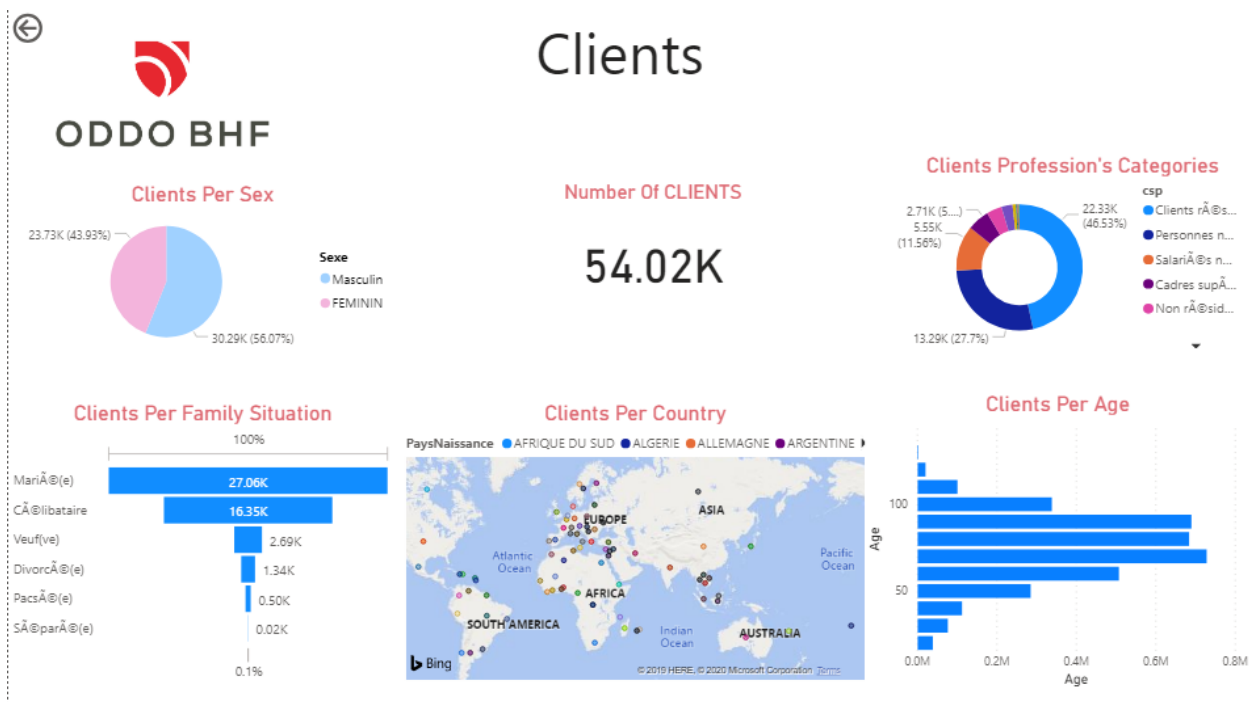 Clients
ODDO BHF
Clients Per Sex
23.73K (43.93%)
30.29K (56.07%)
Sexe
Masculin
FEMININ
Number Of CLIENTS
54.02K
Clients Profession's Categories
2.71K (5....)
5.55K
(11.56%)
13.29K (27.7%)
22.33K
(46.53%)
csp
Clients rÃ©s...
Personnes n...
SalariÃ©s n...
Cadres supÃ...
Non rÃ©sid...
Clients Per Family Situation
100%
MariÃ©(e)
27.06K
CÃ©libataire
16.35K
Veuf(ve)
2.69K
DivorcÃ©(e)
1.34K
PacsÃ©(e)
0.50K
SÃ©parÃ©(e)
0.02K
0.1%
Clients Per Country
PaysNaissance AFRIQUE DU SUD ALGERIE ALLEMAGNE ARGENTINE
EUROPE
ASIA
Atlantic
Ocean
Pacific
Ocean
AFRICA
SOUTH AMERICA
Indian
Ocean
AUSTRALIA
Bing
© 2019 HERE, © 2020 Microsoft Corporation Terms
Clients Per Age
Age
100
50
0.0M 0.2M 0.4M 0.6M 0.8M
Age